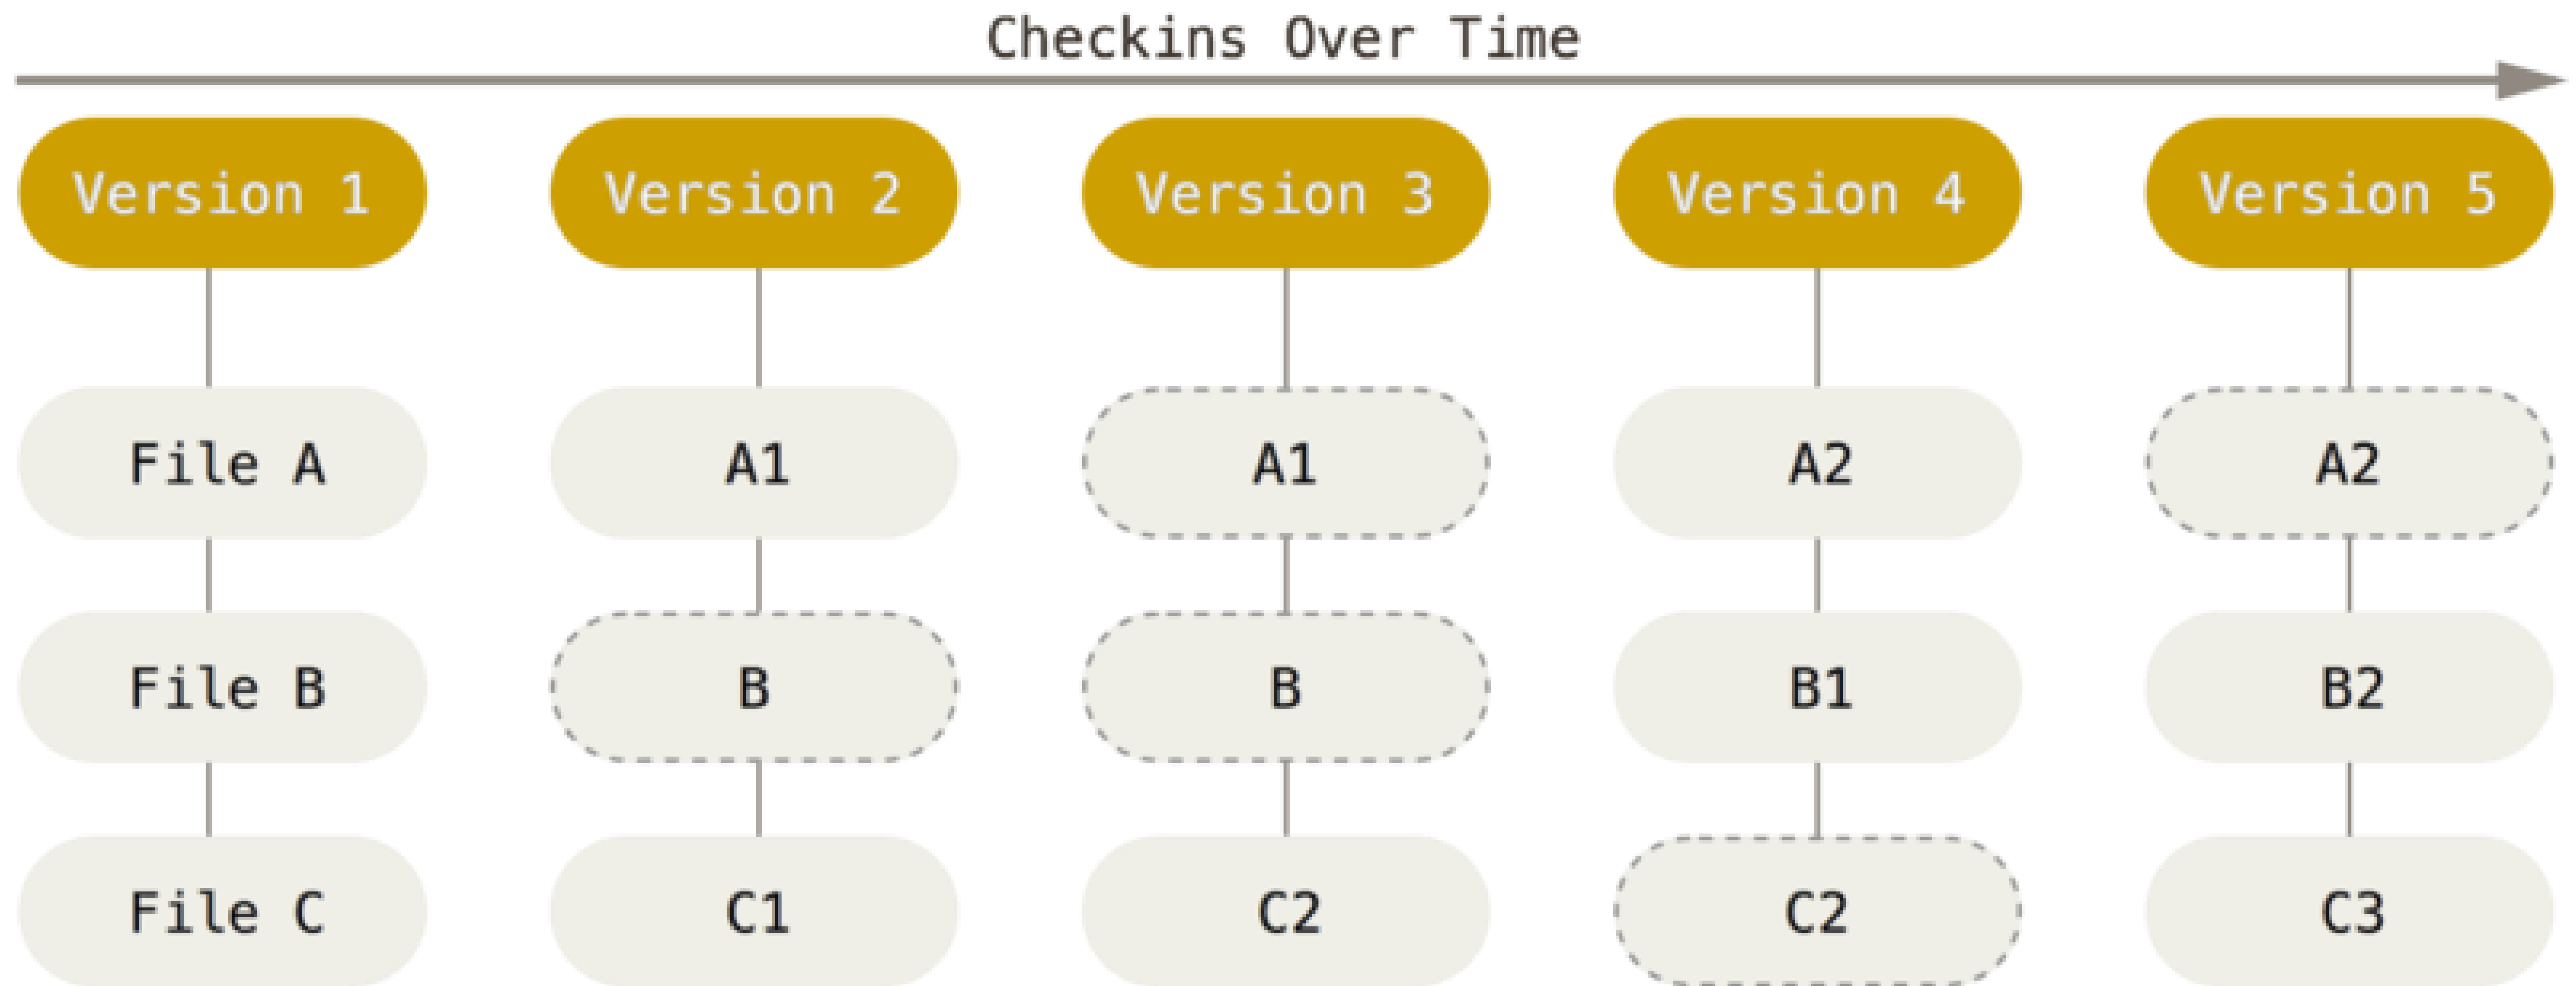 Checkins Over Time
Version 1 Version 2 Version 3 Version 4 Version 5
File A A1 A1 A2 A2
File B B B B1 B2
File C C1 C2 C2 C3